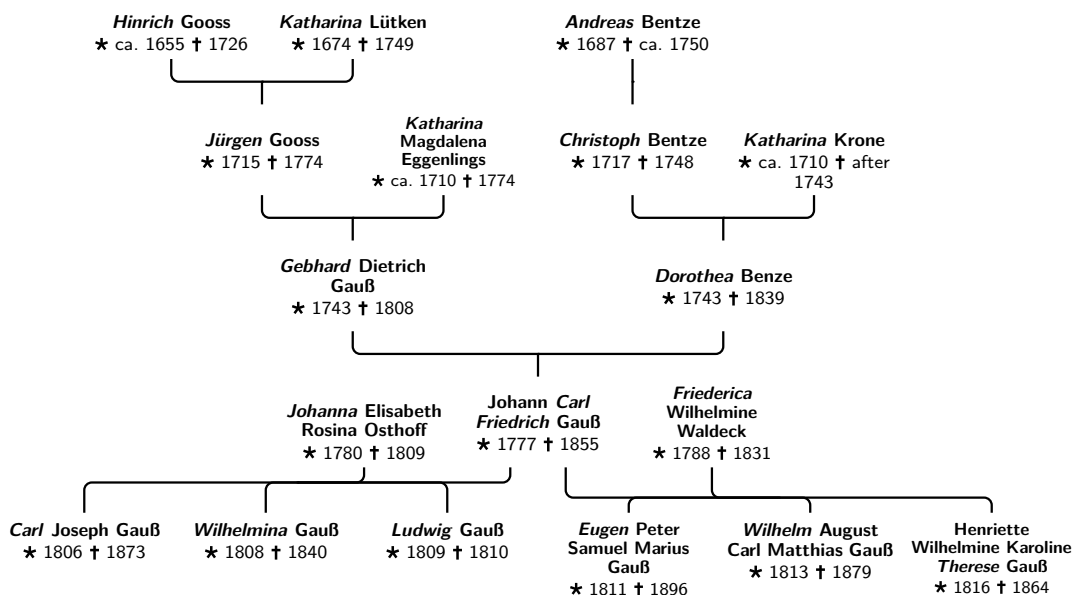 Hinrich Gooss
★ ca. 1655 † 1726
Katharina Lütken
★ 1674 † 1749
Andreas Bentze
★ 1687 † ca. 1750
Jürgen Gooss
★ 1715 † 1774
Katharina
Magdalena
Eggenlings
★ ca. 1710 † 1774
Christoph Bentze
★ 1717 † 1748
Katharina Krone
★ ca. 1710 † after
1743
Gebhard Dietrich
Gauß
★ 1743 † 1808
Dorothea Benze
★ 1743 † 1839
Johanna Elisabeth
Rosina Osthoff
★ 1780 † 1809
Johann Carl
Friedrich Gauß
★ 1777 † 1855
Friederica
Wilhelmine
Waldeck
★ 1788 † 1831
Carl Joseph Gauß
★ 1806 † 1873
Wilhelmina Gauß
★ 1808 † 1840
Ludwig Gauß
★ 1809 † 1810
Eugen Peter
Samuel Marius
Gauß
★ 1811 † 1896
Wilhelm August
Carl Matthias Gauß
★ 1813 † 1879
Henriette
Wilhelmine Karoline
Therese Gauß
★ 1816 † 1864